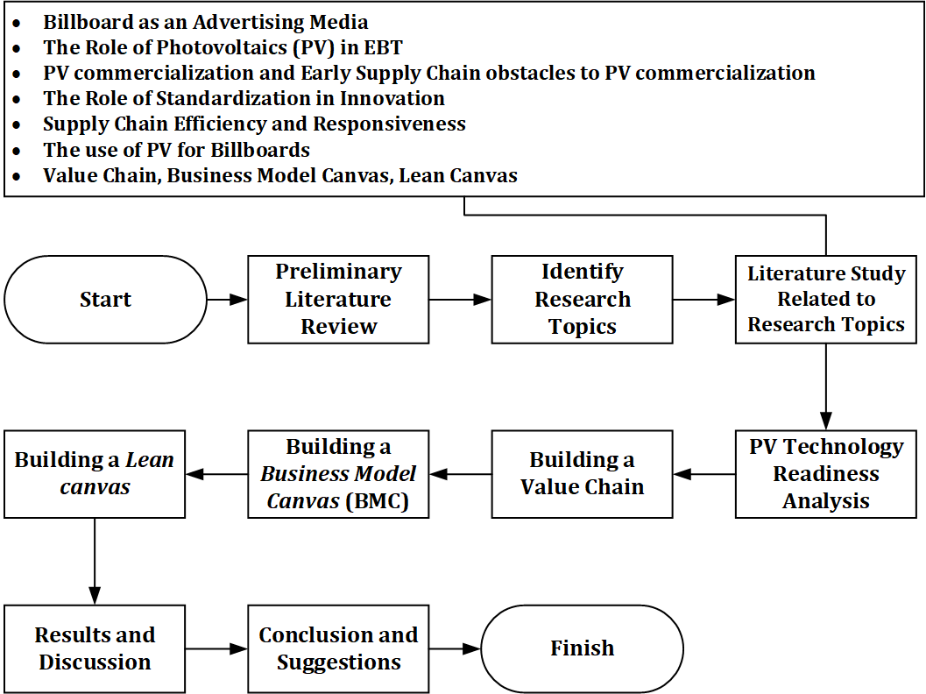 • Billboard as an Advertising Media
• The Role of Photovoltaics (PV) in EBT
• PV commercialization and Early Supply Chain obstacles to PV commercialization
• The Role of Standardization in Innovation
• Supply Chain Efficiency and Responsiveness
• The use of PV for Billboards
• Value Chain, Business Model Canvas, Lean Canvas
Start
Preliminary
Literature
Review
Identify
Research
Topics
Literature Study
Related to
Research Topics
PV Technology
Readiness
Analysis
Building a
Value Chain
Building a
Business Model
Canvas (BMC)
Building a Lean
canvas
Results and
Discussion
Conclusion and
Suggestions
Finish